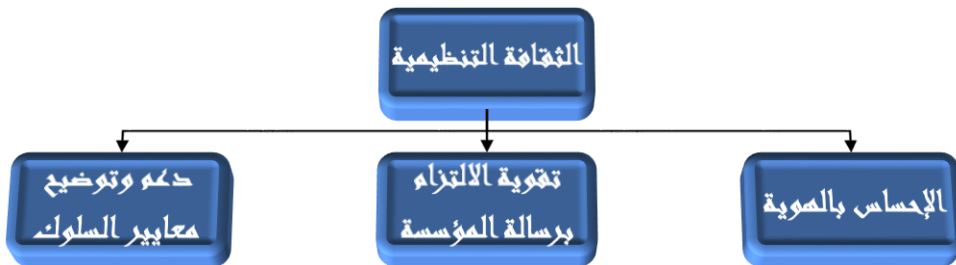 الثقافة التنظيمية
الإحساس بالهوية
تقوية الالتزام
برسالة المؤسسة
دعم وتوضيح
معايير السلوك